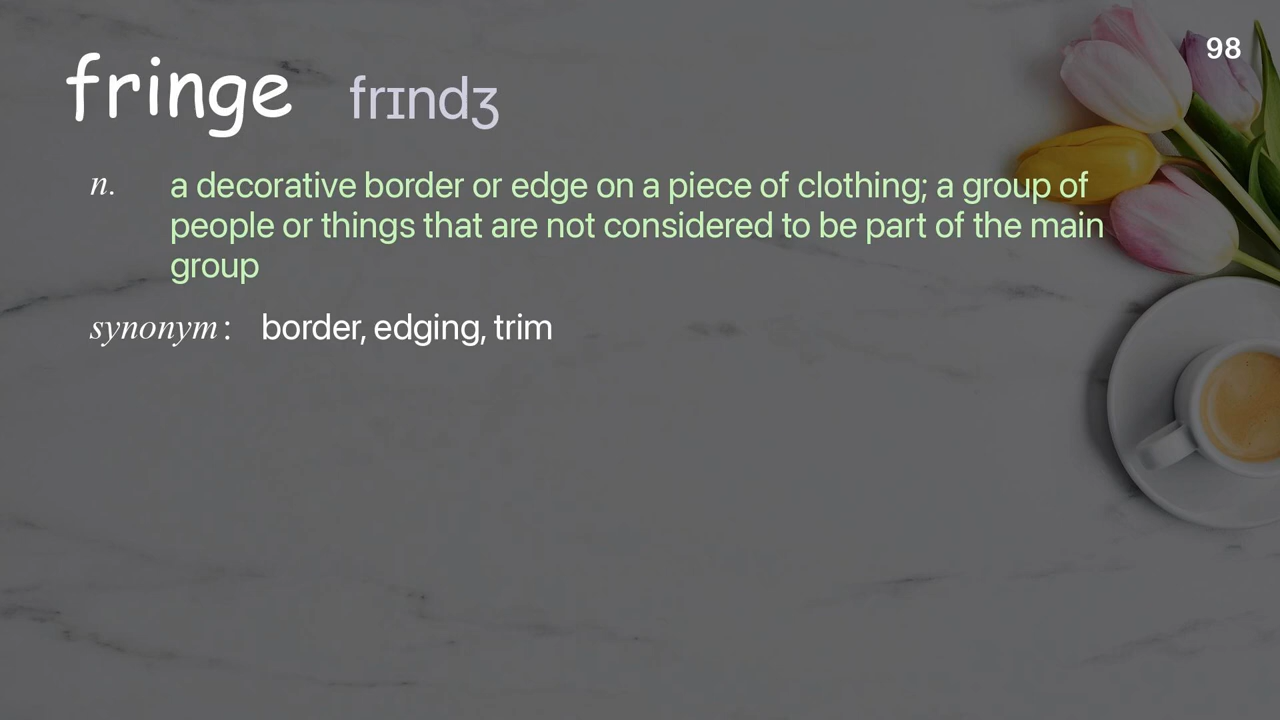 98
fringe frɪndʒ
n. a decorative border or edge on a piece of clothing; a group of
people or things that are not considered to be part of the main
group
synonym: border, edging, trim